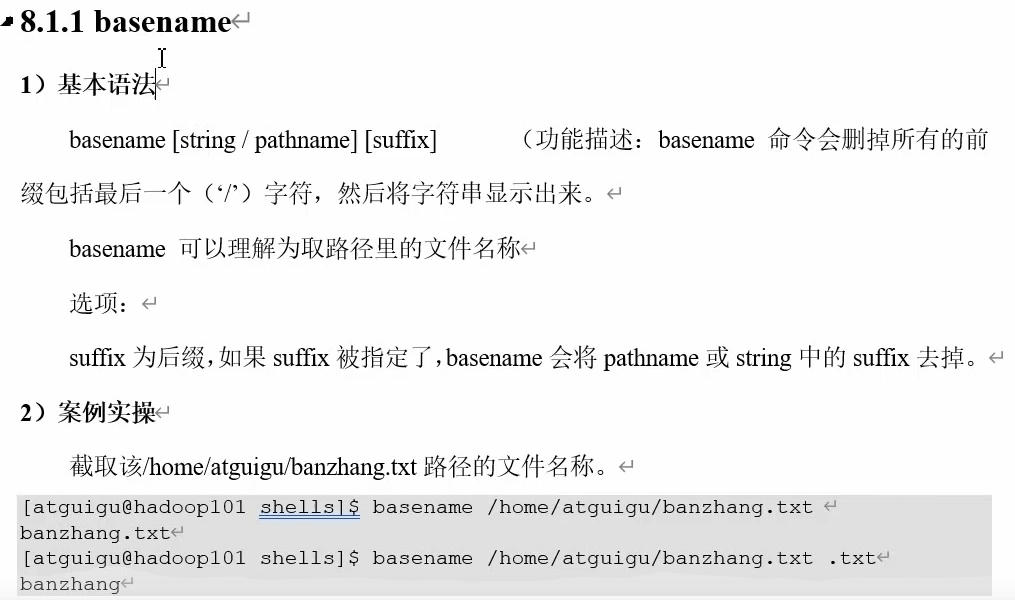 8.1.1 basename
1）基本语法
basename [string / pathname] [suffix] （功能描述：basename 命令会删掉所有的前
缀包括最后一个（‘/’）字符，然后将字符串显示出来。
basename 可以理解为取路径里的文件名称
选项：
suffix 为后缀，如果 suffix 被指定了，basename 会将 pathname 或 string 中的 suffix 去掉。
2）案例实操
截取该/home/atguigu/banzhang.txt 路径的文件名称。
[atguigu@hadoop101 shells]$ basename /home/atguigu/banzhang.txt
banzhang.txt
[atguigu@hadoop101 shells]$ basename /home/atguigu/banzhang.txt .txt
banzhang